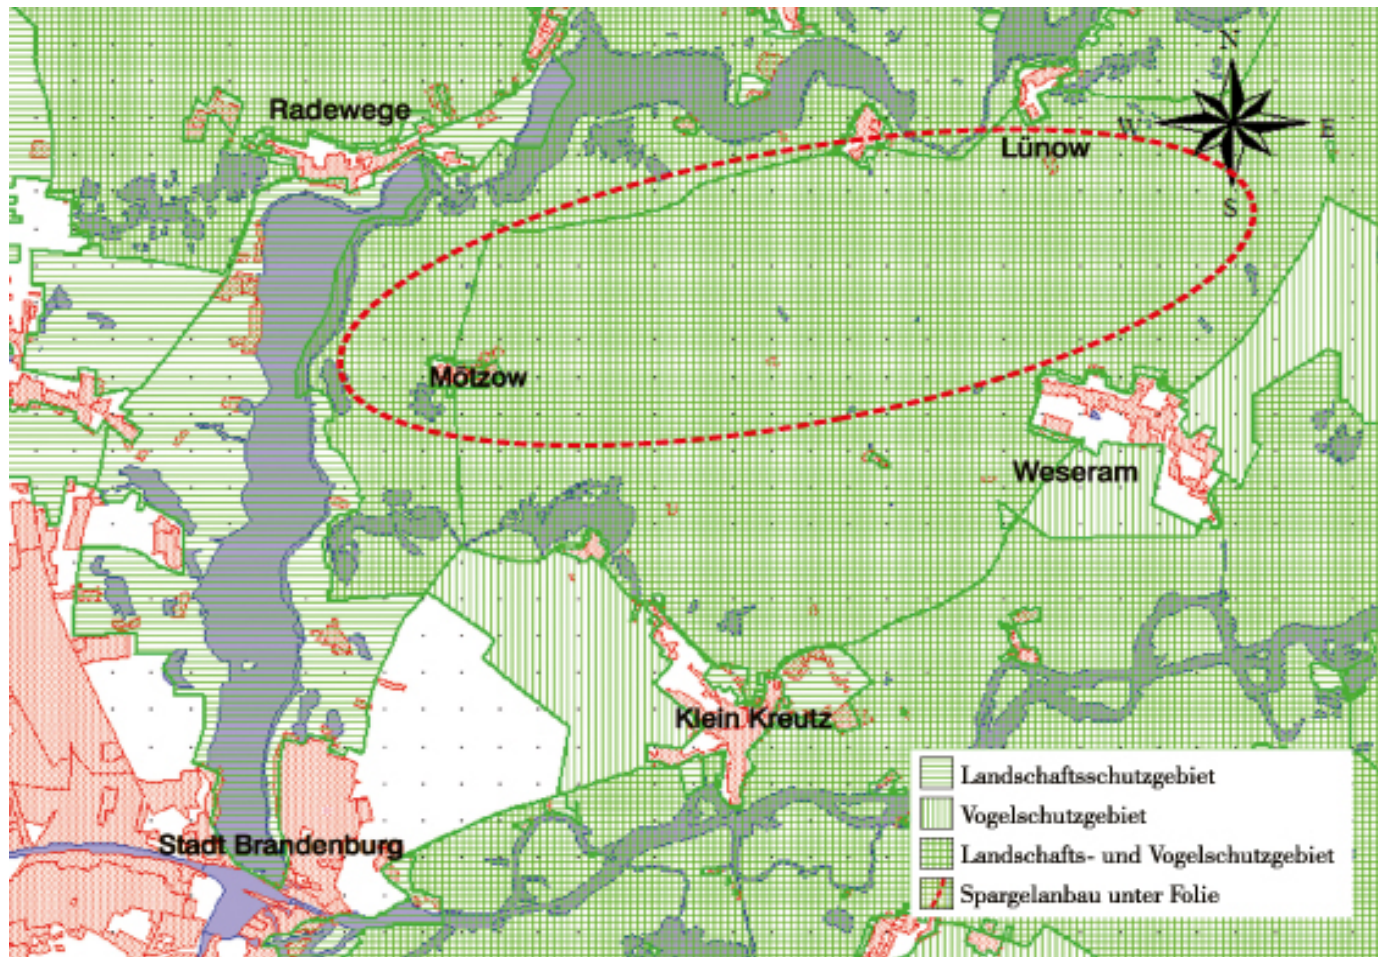 N
Radewege
W
E
Lünow
S
Mötzow
Weseram
Klein Kreutz
Landschaftsschutzgebiet
Vogelschutzgebiet
Stadt Brandenburg
Landschafts- und Vogelschutzgebiet
Spargelanbau unter Folie